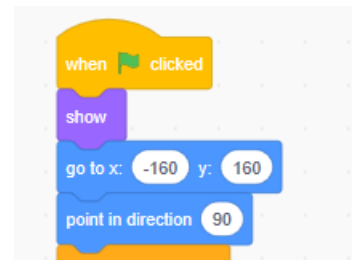 when clicked
show
go to x: -160 y: 160
point in direction 90